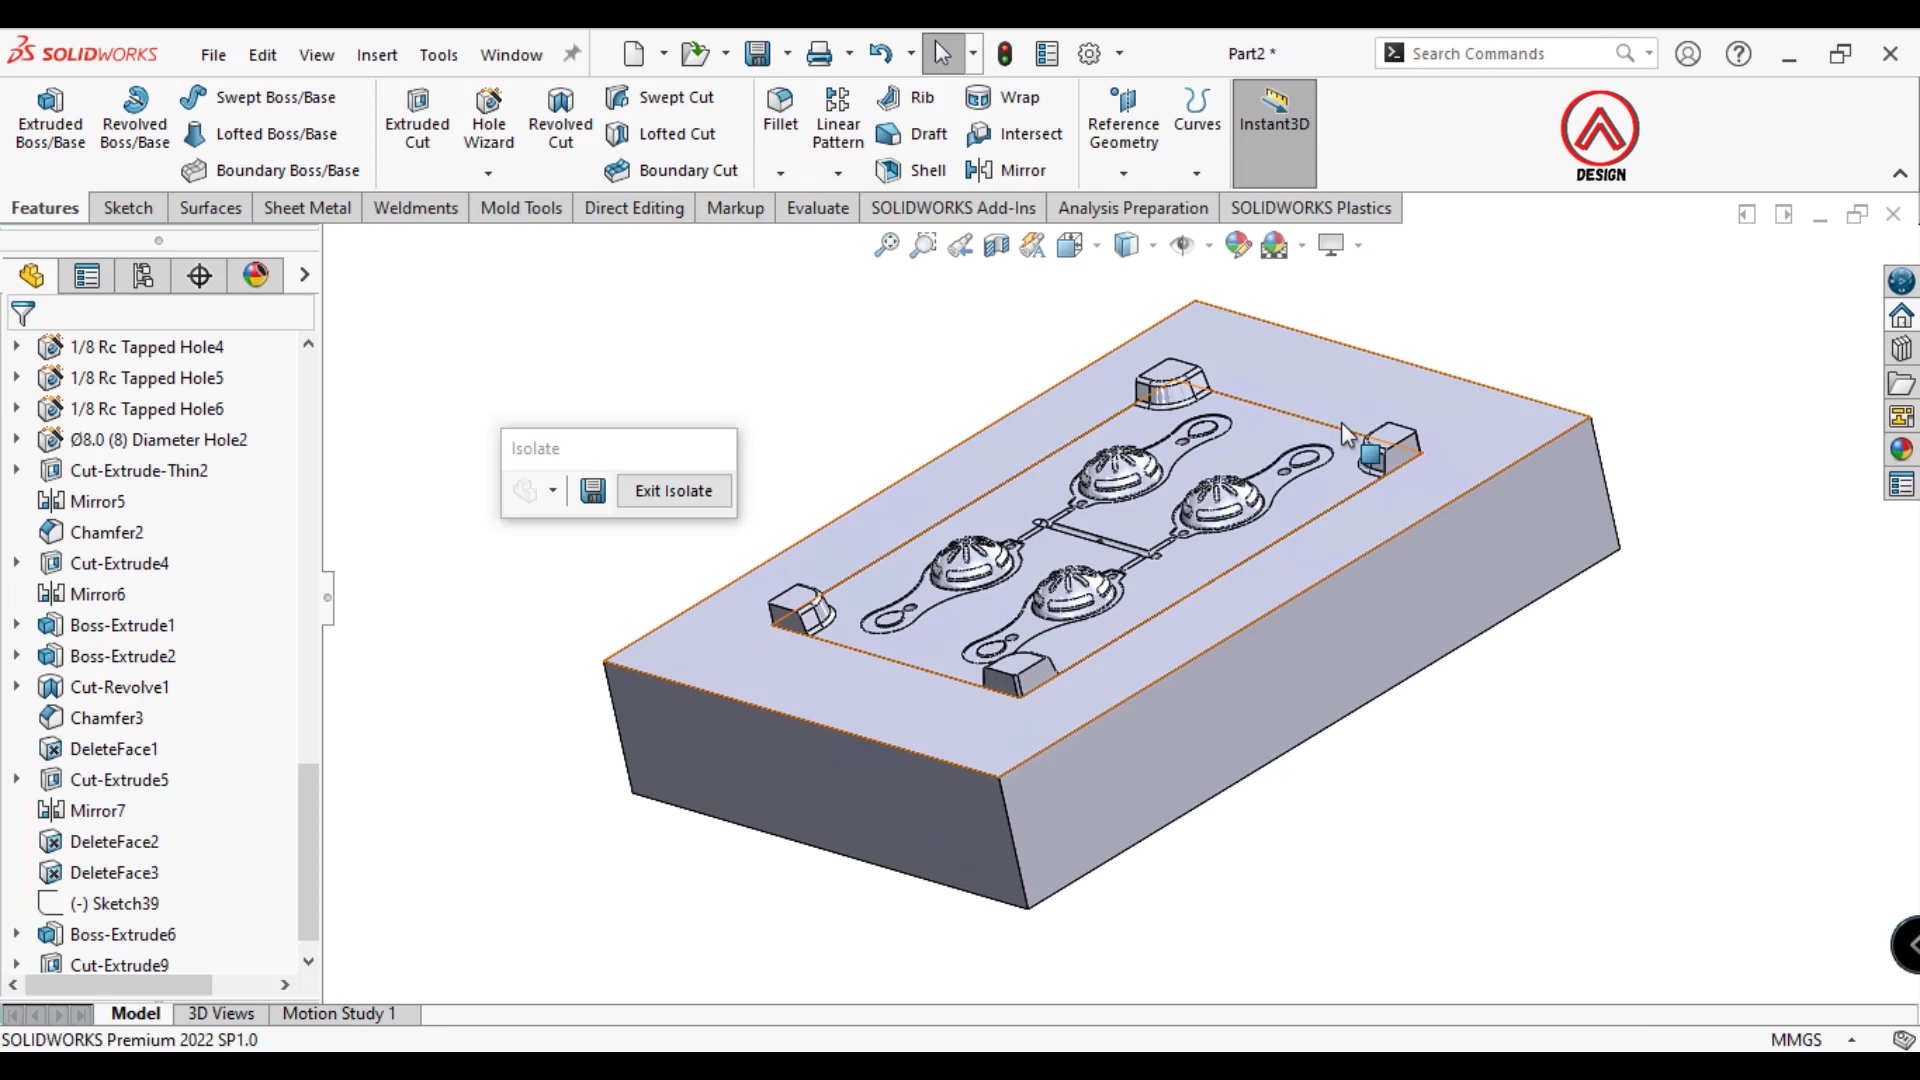 SOLIDWORKS File Edit View Insert Tools Window Part2 * Search Commands
Extruded Boss/Base
Revolved Boss/Base
Swept Boss/Base
Lofted Boss/Base
Boundary Boss/Base
Extruded Cut
Hole Wizard
Revolved Cut
Swept Cut
Lofted Cut
Boundary Cut
Fillet
Linear Pattern
Rib
Draft
Shell
Wrap
Intersect
Mirror
Reference Geometry
Curves
Instant3D
DESIGN
Features Sketch Surfaces Sheet Metal Weldments Mold Tools Direct Editing Markup Evaluate SOLIDWORKS Add-Ins Analysis Preparation SOLIDWORKS Plastics
1/8 Rc Tapped Hole4
1/8 Rc Tapped Hole5
1/8 Rc Tapped Hole6
Ø8.0 (8) Diameter Hole2
Cut-Extrude-Thin2
Mirror5
Chamfer2
Cut-Extrude4
Mirror6
Boss-Extrude1
Boss-Extrude2
Cut-Revolve1
Chamfer3
DeleteFace1
Cut-Extrude5
Mirror7
DeleteFace2
DeleteFace3
(-) Sketch39
Boss-Extrude6
Cut-Extrude9
Isolate
Exit Isolate
Model 3D Views Motion Study 1
SOLIDWORKS Premium 2022 SP1.0 MMGS